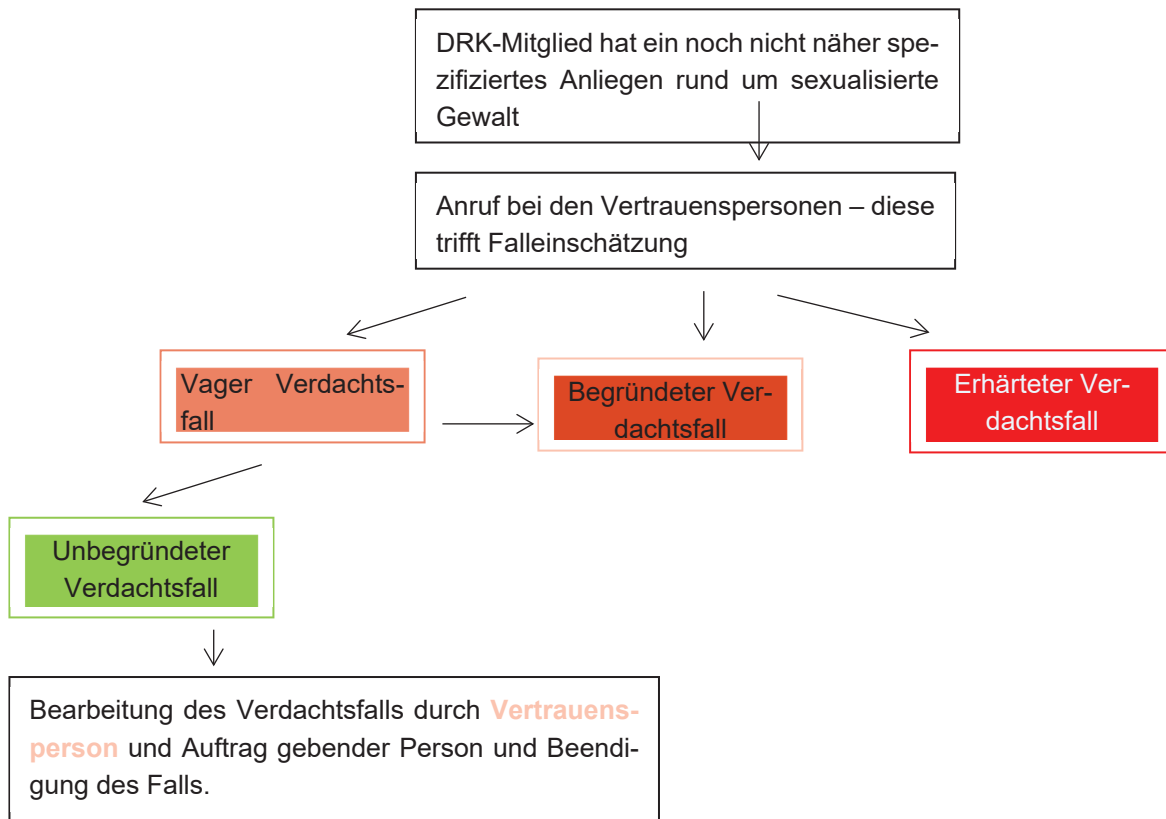 DRK-Mitglied hat ein noch nicht näher spe-
zifiziertes Anliegen rund um sexualisierte
Gewalt
Anruf bei den Vertrauenspersonen – diese
trifft Falleinschätzung
Vager Verdachts-
fall
Begründeter Ver-
dachtsfall
Erhärteter Ver-
dachtsfall
Unbegründeter
Verdachtsfall
Bearbeitung des Verdachtsfalls durch Vertrauens-
person und Auftrag gebender Person und Beendi-
gung des Falls.